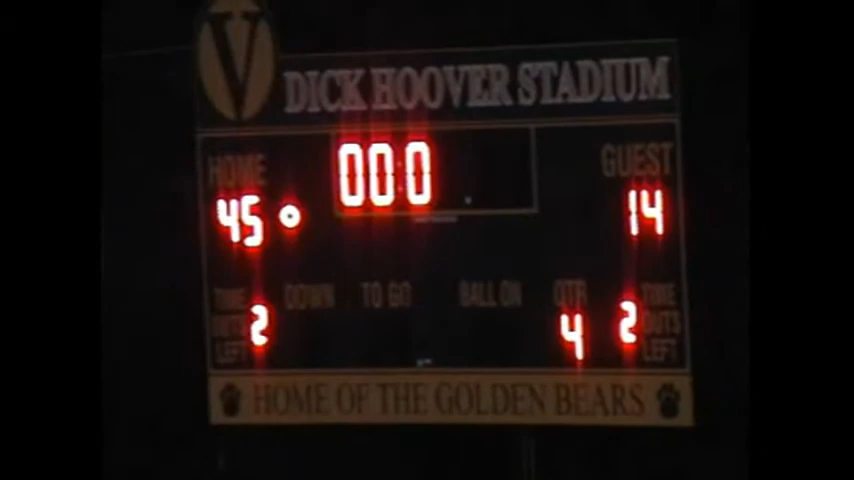 V
DICK HOOVER STADIUM
HOME
00:0
GUEST
45
14
TIME OUTS LEFT
2
DOWN
TO GO
BALL ON
QTR
4
2
TIME OUTS LEFT
HOME OF THE GOLDEN BEARS